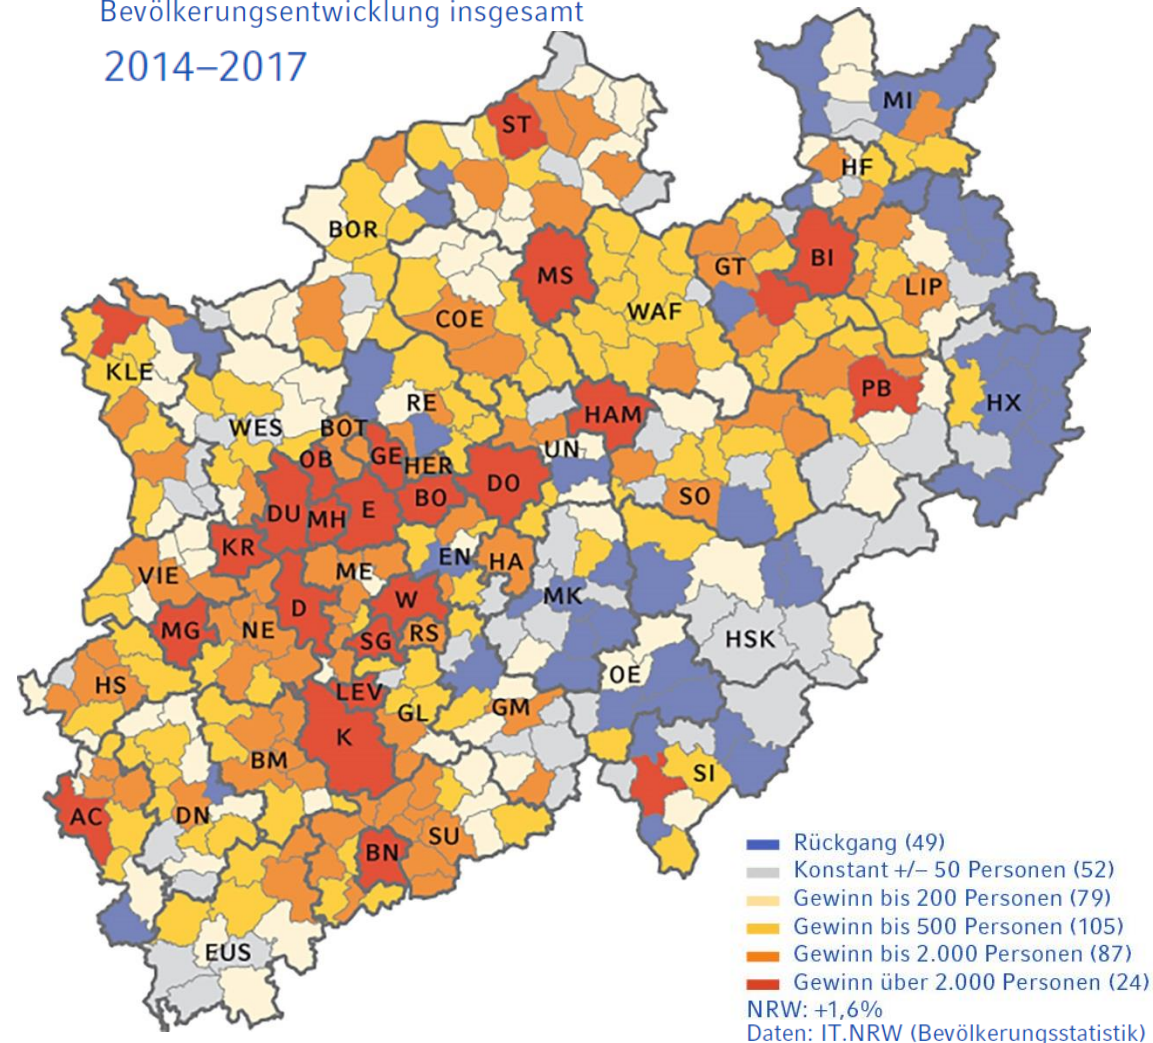 Bevölkerungsentwicklung insgesamt
2014–2017
MI
ST
HF
BOR
BI
MS
GT
LIP
WAF
COE
KLE
PB
RE
HX
HAM
WES
BOT
UN
OB
GE
HER
DO
BO
SO
DU
MH
E
KR
EN
HA
ME
VIE
MK
W
D
MG
NE
SG
RS
HSK
OE
HS
LEV
GL
GM
K
BM
SI
AC
DN
SU
BN
EUS
Rückgang (49)
Konstant +/– 50 Personen (52)
Gewinn bis 200 Personen (79)
Gewinn bis 500 Personen (105)
Gewinn bis 2.000 Personen (87)
Gewinn über 2.000 Personen (24)
NRW: +1,6%
Daten: IT.NRW (Bevölkerungsstatistik)